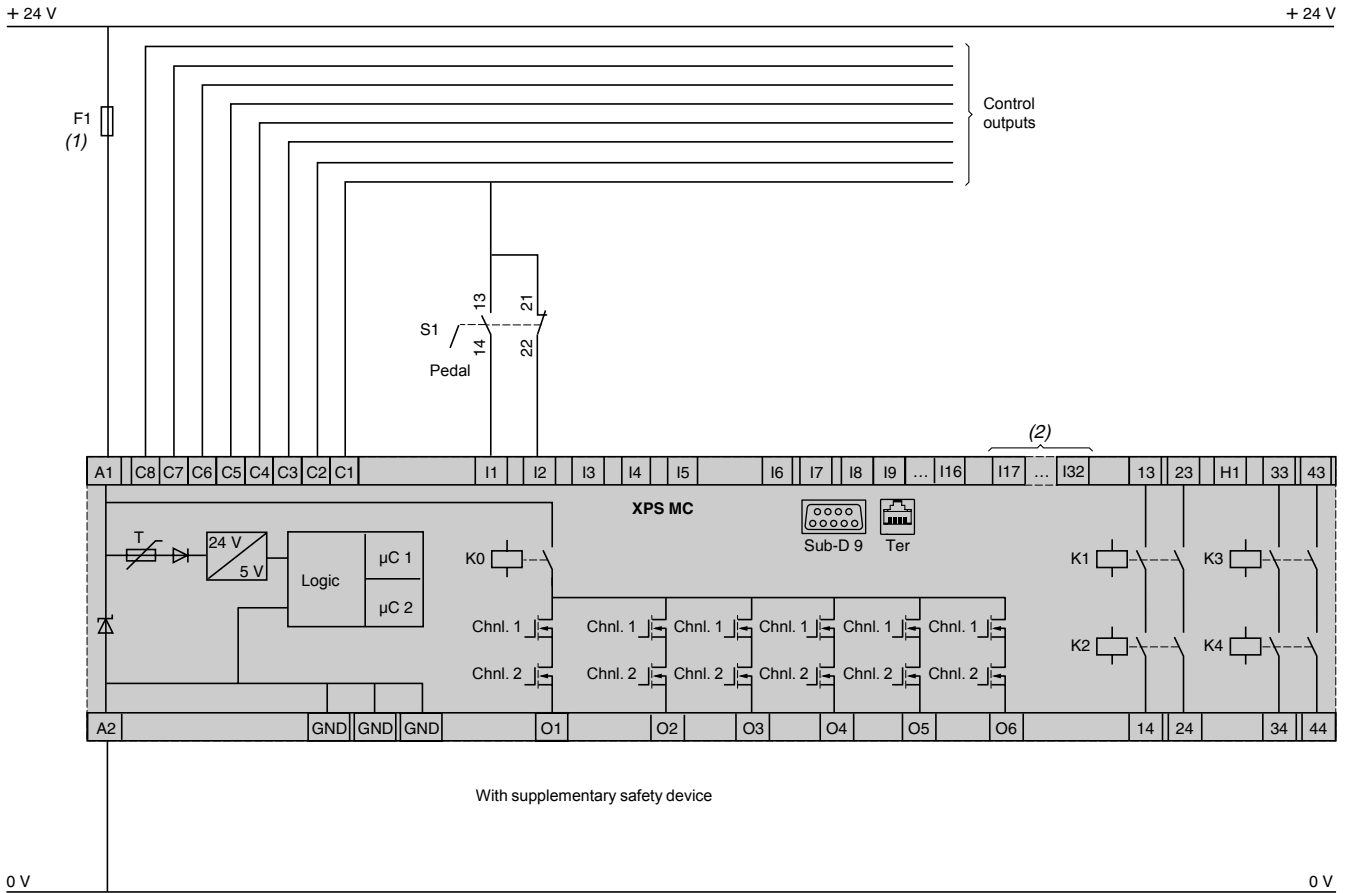 + 24 V + 24 V
F1
(1)
Control
outputs
13 21
S1
14 22
Pedal
(2)
A1 C8 C7 C6 C5 C4 C3 C2 C1 I1 I2 I3 I4 I5 I6 I7 I8 I9 ... I16 I17 ... I32 13 23 H1 33 43
XPS MC
T
24 V
5 V
Logic
µC 1
µC 2
K0
Sub-D 9 Ter
K1 K3
Chnl. 1 Chnl. 1 Chnl. 1 Chnl. 1 Chnl. 1 Chnl. 1
K2 K4
Chnl. 2 Chnl. 2 Chnl. 2 Chnl. 2 Chnl. 2 Chnl. 2
A2 GND GND GND O1 O2 O3 O4 O5 O6 14 24 34 44
With supplementary safety device
0 V 0 V